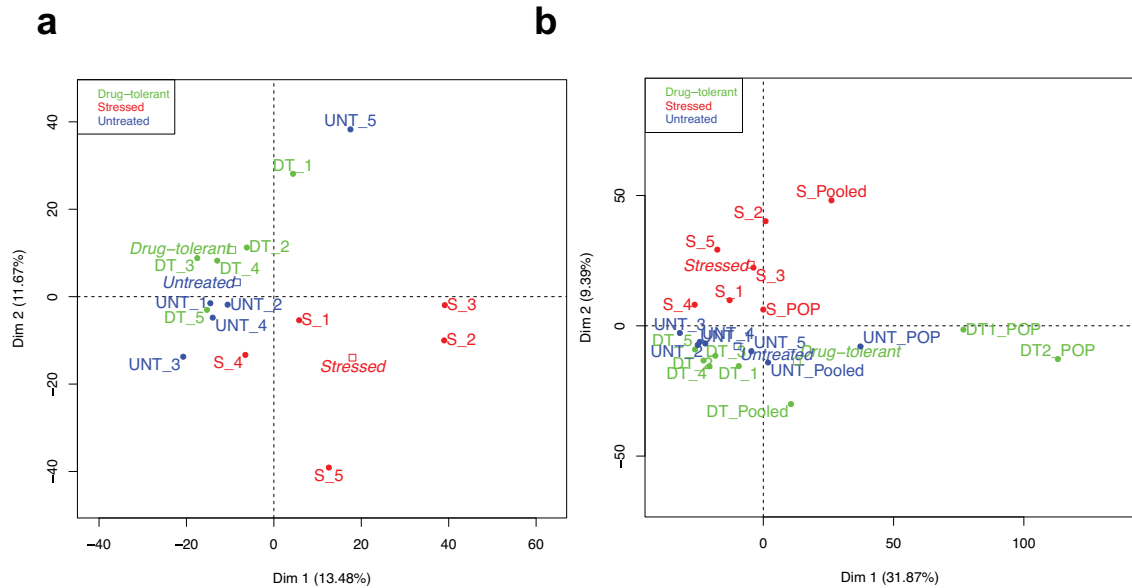 a
b
Drug-tolerant
Stressed
Untreated
UNT_5
DT_1
Drug-tolerant
DT_2
DT_3
DT_4
Untreated
UNT_1
UNT_2
DT_5
UNT_4
UNT_3
S_4
S_1
S_3
S_2
Stressed
S_5
40
20
0
−20
−40
Dim 2 (11.67%)
−40
−20
0
20
40
60
Dim 1 (13.48%)
Drug-tolerant
Stressed
Untreated
S_Pooled
S_2
S_5
Stressed
S_3
S_4
S_1
S_POP
UNT_3
UNT_4
DT_5
UNT_5
UNT_POP
DT1_POP
UNT_2
DT_3
Untreated
Drug-tolerant
DT2_POP
DT_2
UNT_Pooled
DT_4
DT_1
DT_Pooled
50
0
−50
Dim 2 (9.39%)
0
50
100
Dim 1 (31.87%)